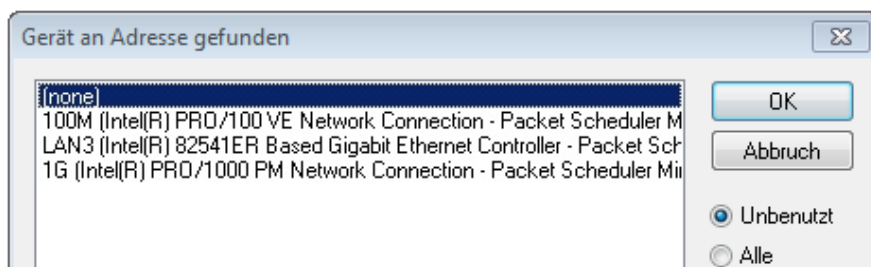 Gerät an Adresse gefunden
(none)
100M (Intel(R) PRO/100 VE Network Connection - Packet Scheduler M
LAN3 (Intel(R) 82541ER Based Gigabit Ethernet Controller - Packet Sch
1G (Intel(R) PRO/1000 PM Network Connection - Packet Scheduler Mi
OK
Abbruch
Unbenutzt
Alle